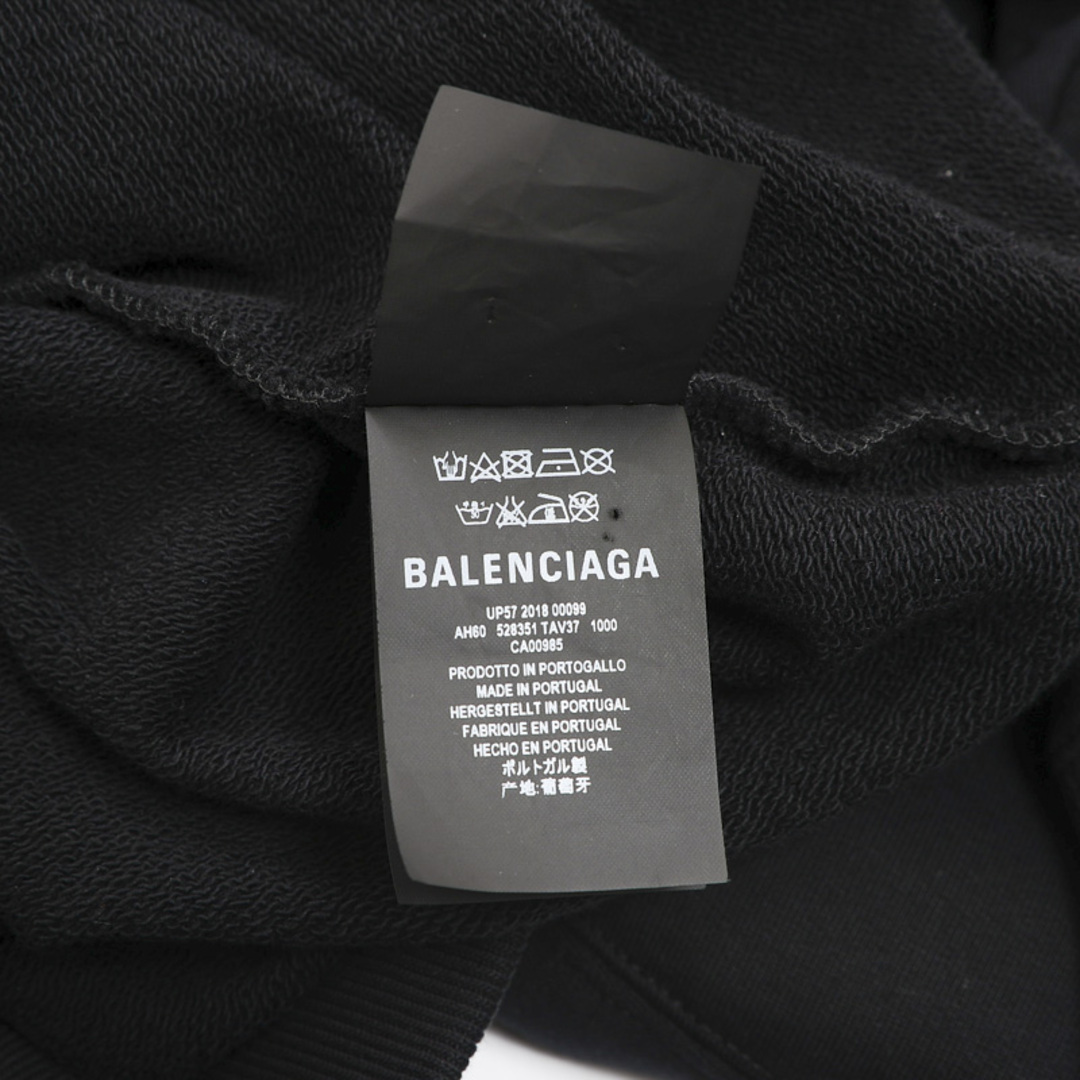 BALENCIAGA
UP57 2018 00099
AH60 528351 TAV37 1000
CA00985
PRODOTTO IN PORTOGALLO
MADE IN PORTUGAL
HERGESTELLT IN PORTUGAL
FABRIQUE EN PORTUGAL
HECHO EN PORTUGAL
ポルトガル製
产地:葡萄牙